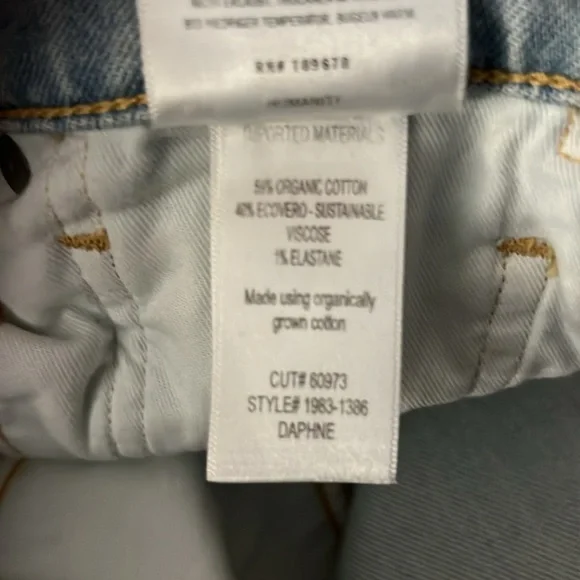 RN# 189678
HUMANITY
IMPORTED MATERIALS
59% ORGANIC COTTON
40% ECOVERO - SUSTAINABLE
VISCOSE
1% ELASTANE
Made using organically
grown cotton
CUT# 60973
STYLE# 1983-1386
DAPHNE